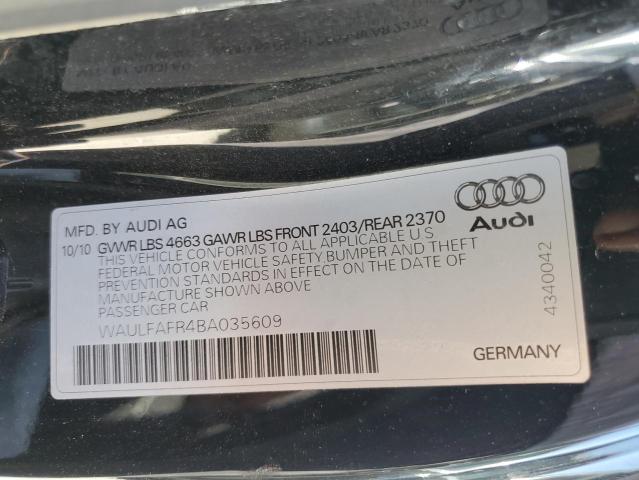 MFD. BY AUDI AG
10/10 GVWR LBS 4663 GAWR LBS FRONT 2403/REAR 2370
THIS VEHICLE CONFORMS TO ALL APPLICABLE U S
FEDERAL MOTOR VEHICLE SAFETY,BUMPER AND THEFT
PREVENTION STANDARDS IN EFFECT ON THE DATE OF
MANUFACTURE SHOWN ABOVE
PASSENGER CAR
WAULFAFR4BA035609
Audi
4340042
GERMANY